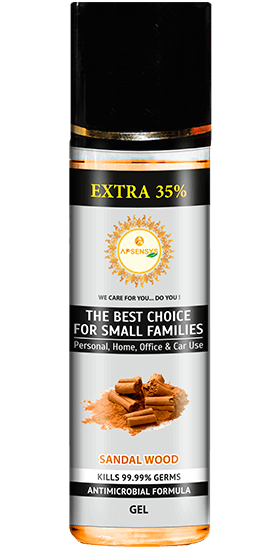 EXTRA 35%
APSENSYS
WE CARE FOR YOU... DO YOU !
THE BEST CHOICE
FOR SMALL FAMILIES
Personal, Home, Office & Car Use
SANDAL WOOD
KILLS 99.99% GERMS
ANTIMICROBIAL FORMULA
GEL